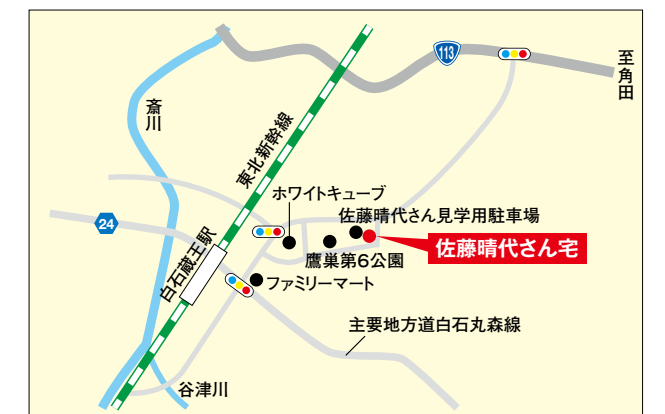 113
至角田
斎川
東北新幹線
ホワイトキューブ
佐藤晴代さん見学用駐車場
24
佐藤晴代さん宅
鷹巣第6公園
白石蔵王駅
ファミリーマート
主要地方道白石丸森線
谷津川